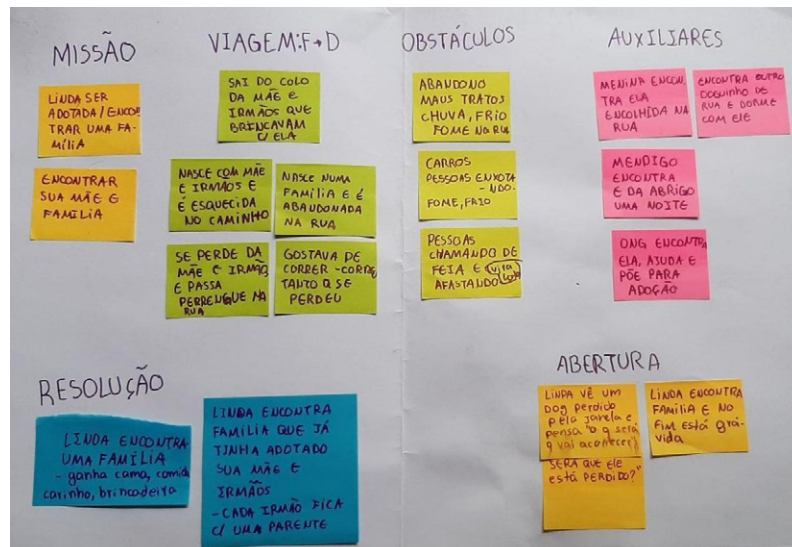 MISSÃO
LINDA SER
ADOTADA/ENCON
TRAR UMA FA-
MÍLIA
ENCONTRAR
SUA MÃE E
FAMÍLIA
VIAGEM:F→D
SAI DO COLO
DA MÃE E
IRMÃOS QUE
BRINCAVAM
C/ ELA
NASCE COM MÃE
E IRMÃOS E
É ESQUECIDA
NO CAMINHO
NASCE NUMA
FAMÍLIA E É
ABANDONADA
NA RUA
SE PERDE DA
MÃE E IRMÃO
E PASSA
PERRENGUE NA
RUA
GOSTAVA DE
CORRER - CORRE
TANTO Q SE
PERDEU
OBSTÁCULOS
ABANDONO
MAUS TRATOS
CHUVA, FRIO
FOME NA RUA
CARROS
PESSOAS ENXOTA
- NDO.
FOME, FRIO
PESSOAS
CHAMANDO DE
FEIA E vira
lata
AFASTANDO
AUXILIARES
MENINA ENCON
TRA ELA
ENCOLHIDA NA
RUA
ENCONTRA OUTRO
DOGUINHO DE
RUA E DORME
COM ELE
MENDIGO
ENCONTRA
E DA ABRIGO
UMA NOITE
ONG ENCONTRA
ELA, AJUDA E
PÕE PARA
ADOÇÃO
RESOLUÇÃO
LINDA ENCONTRA
UMA FAMÍLIA
- ganha cama, comida
carinho, brincadeira
LINDA ENCONTRA
FAMÍLIA QUE JÁ
TINHA ADOTADO
SUA MÃE E
IRMÃOS
- CADA IRMÃO FICA
C/ UMA PARENTE
ABERTURA
LINDA VÊ UM
DOG PERDIDO
PELA JANELA E
PENSA "O q SERÁ
q VAI ACONTECER?
SERÁ QUE ELE
ESTÁ PERDIDO?"
LINDA ENCONTRA
FAMÍLIA E NO
FIM ESTÁ GRÁ-
VIDA